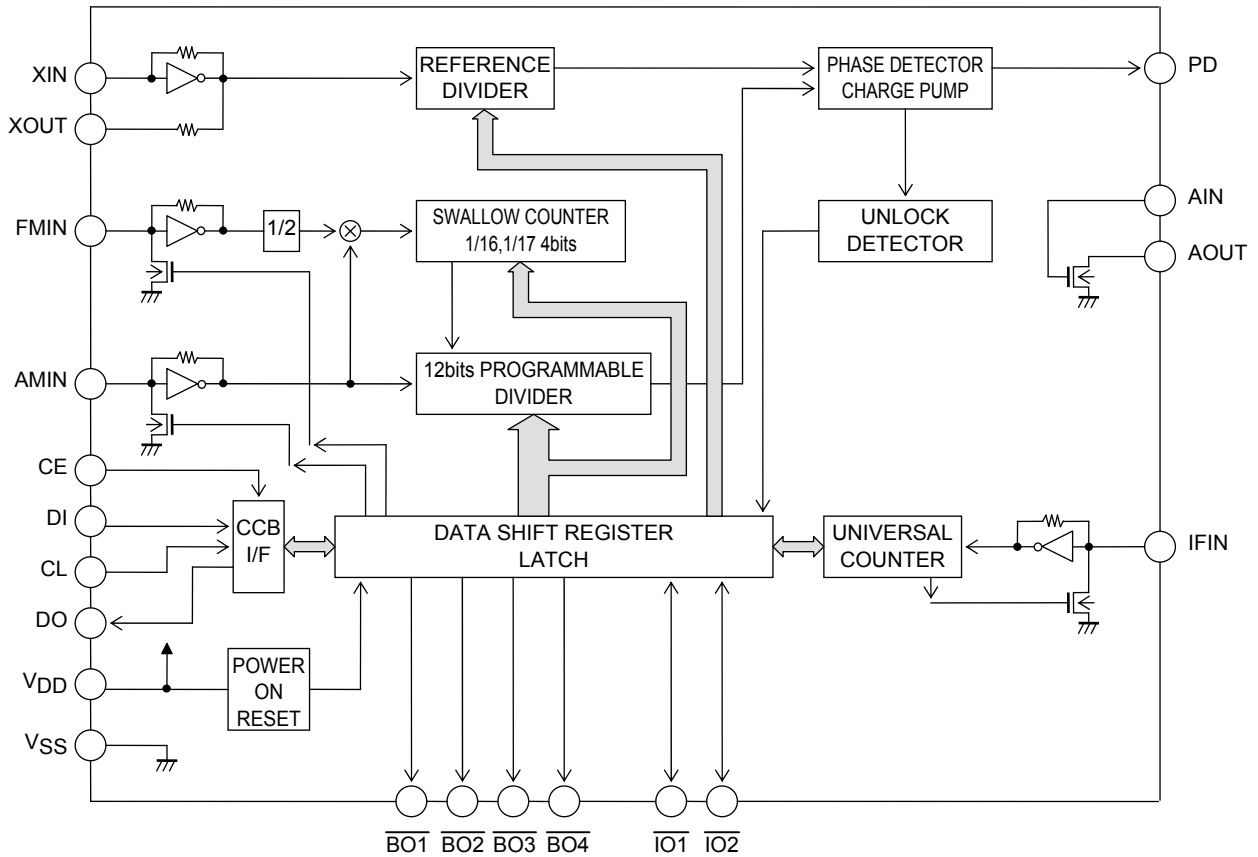 XIN
XOUT
REFERENCE
DIVIDER
PHASE DETECTOR
CHARGE PUMP
PD
FMIN
1/2
SWALLOW COUNTER
1/16,1/17 4bits
UNLOCK
DETECTOR
AIN
AOUT
AMIN
12bits PROGRAMMABLE
DIVIDER
CE
DI
CL
DO
CCB
I/F
DATA SHIFT REGISTER
LATCH
UNIVERSAL
COUNTER
IFIN
VDD
POWER
ON
RESET
VSS
BO1 BO2 BO3 BO4 IO1 IO2